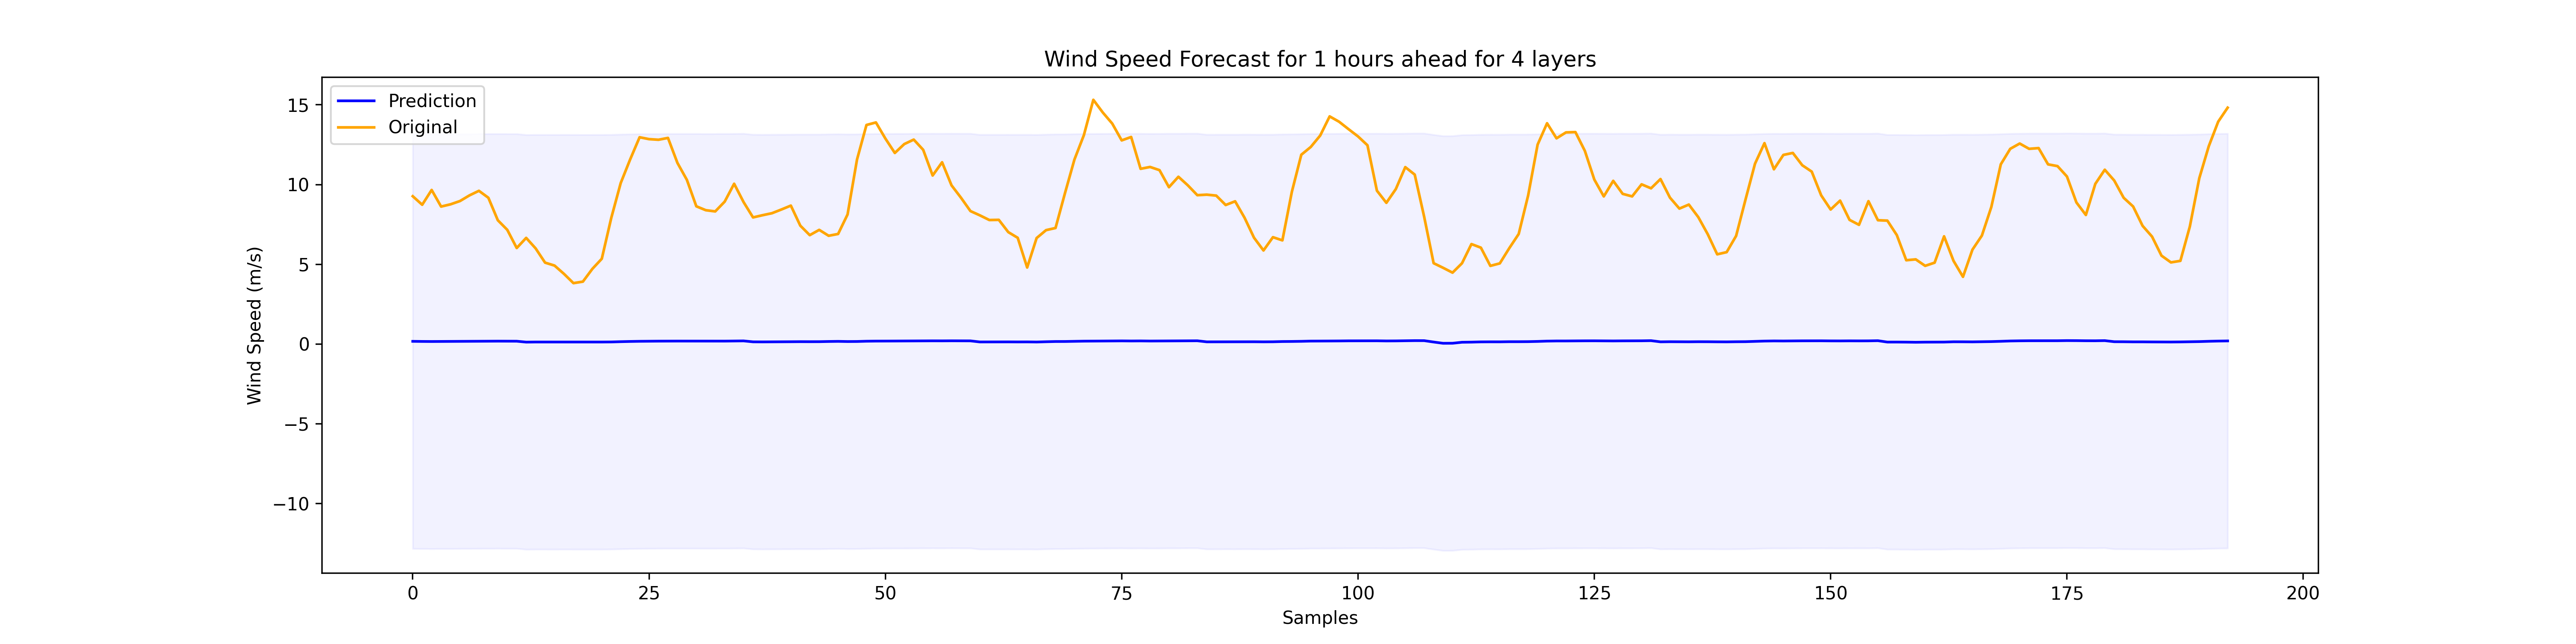 Wind Speed Forecast for 1 hours ahead for 4 layers
Prediction
Original
Wind Speed (m/s)
15
10
5
0
−5
−10
0 25 50 75 100 125 150 175 200
Samples